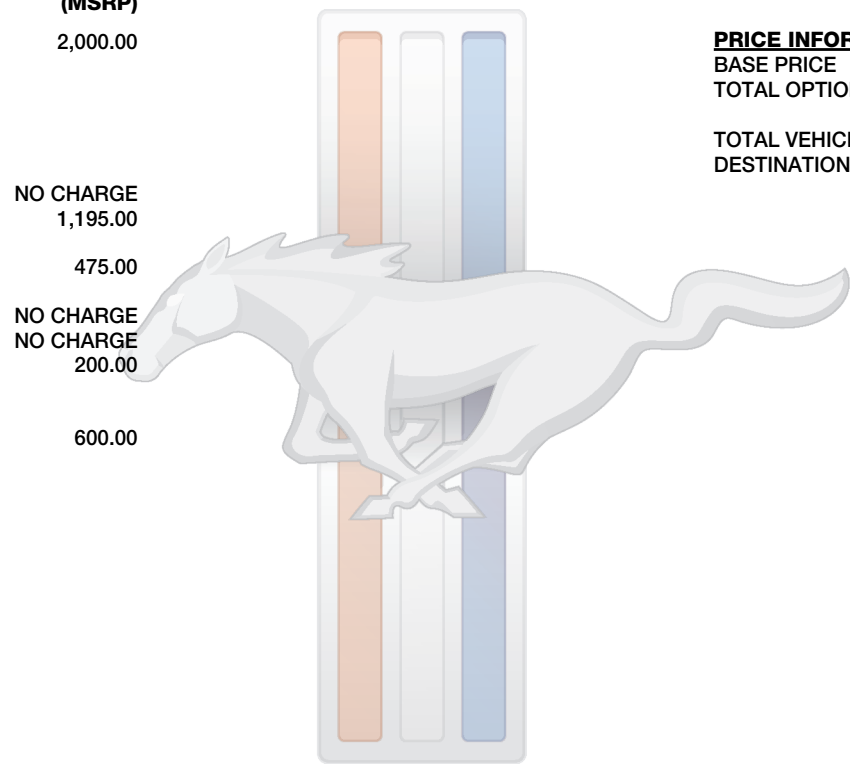 (MSRP)
2,000.00
NO CHARGE
1,195.00
475.00
NO CHARGE
NO CHARGE
200.00
600.00
PRICE INFOR
BASE PRICE
TOTAL OPTIO
TOTAL VEHICL
DESTINATION